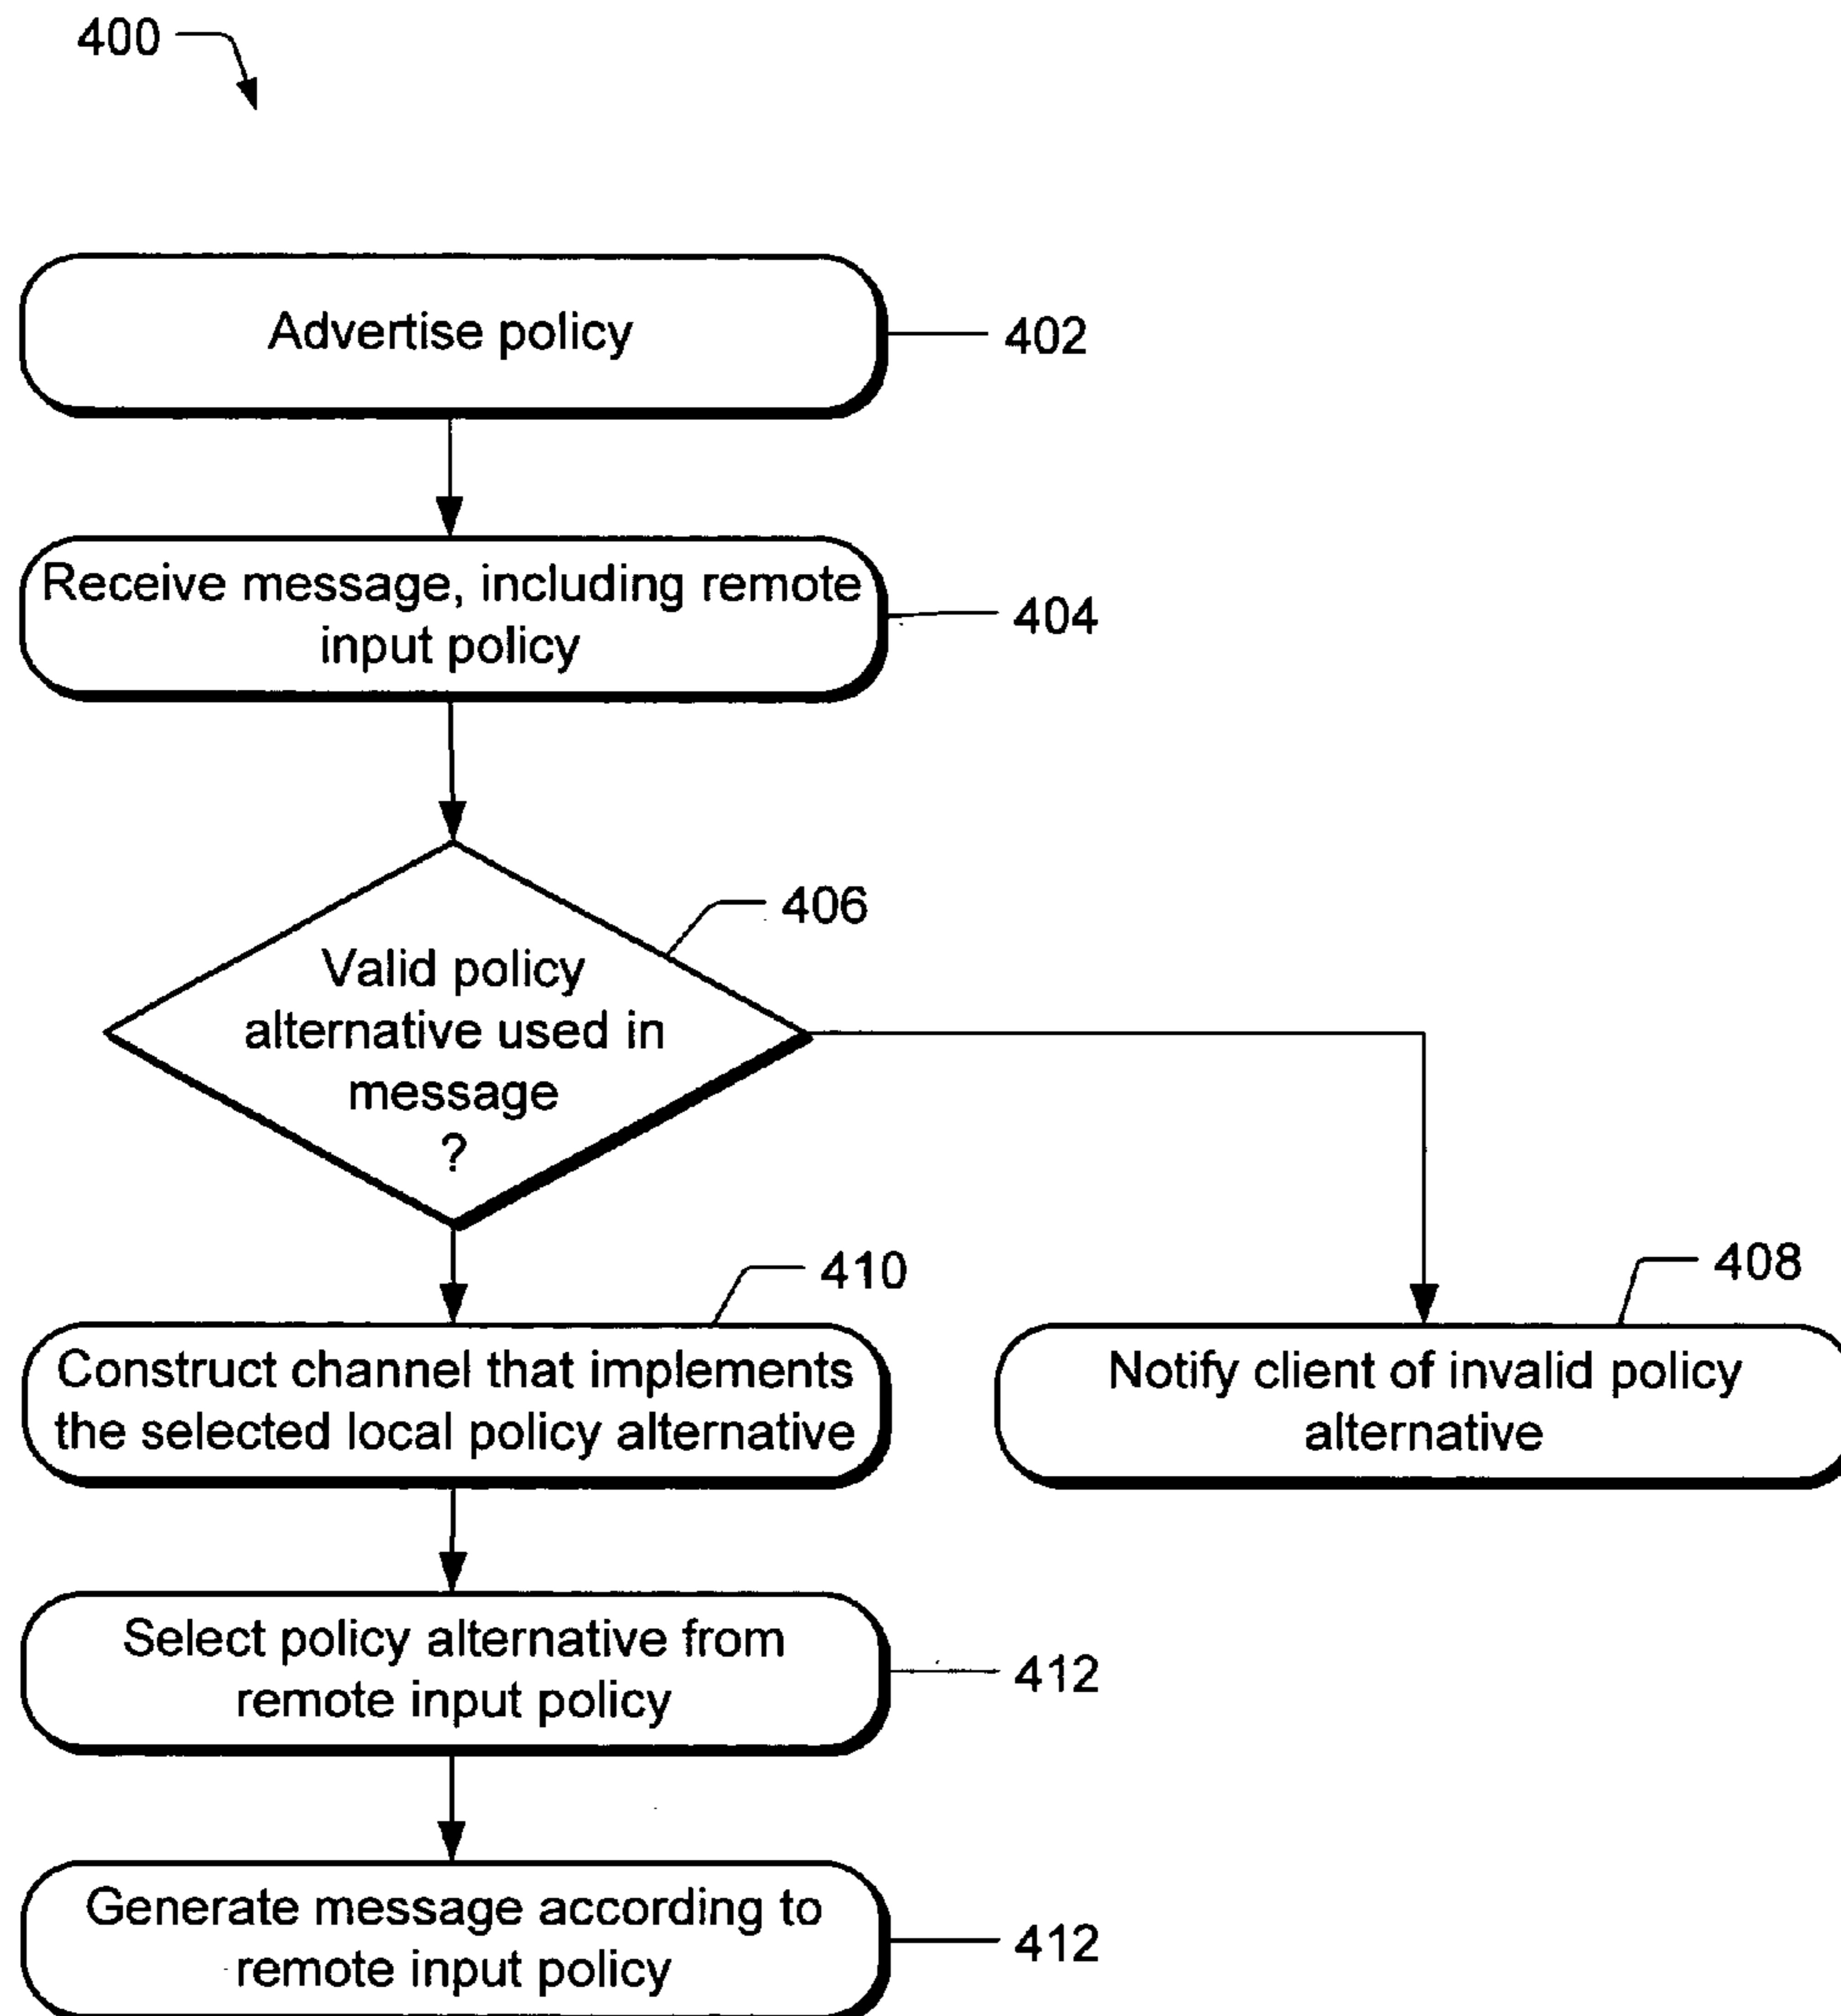 400
Advertise policy
402
Receive message, including remote
input policy
404
406
Valid policy
alternative used in
message
?
410
408
Construct channel that implements
the selected local policy alternative
Notify client of invalid policy
alternative
Select policy alternative from
remote input policy
412
Generate message according to
remote input policy
412